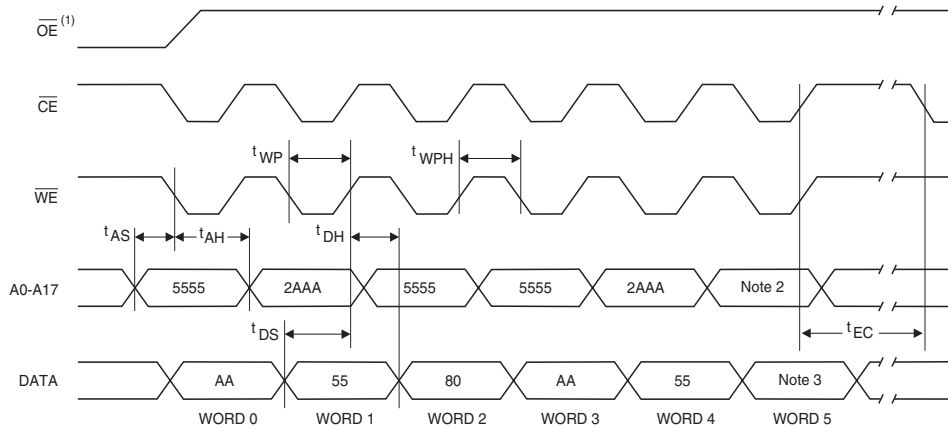 OE (1)
CE
t WP
t WPH
WE
t AS
t AH
t DH
A0-A17
5555
2AAA
5555
5555
2AAA
Note 2
t DS
t EC
DATA
AA
55
80
AA
55
Note 3
WORD 0
WORD 1
WORD 2
WORD 3
WORD 4
WORD 5